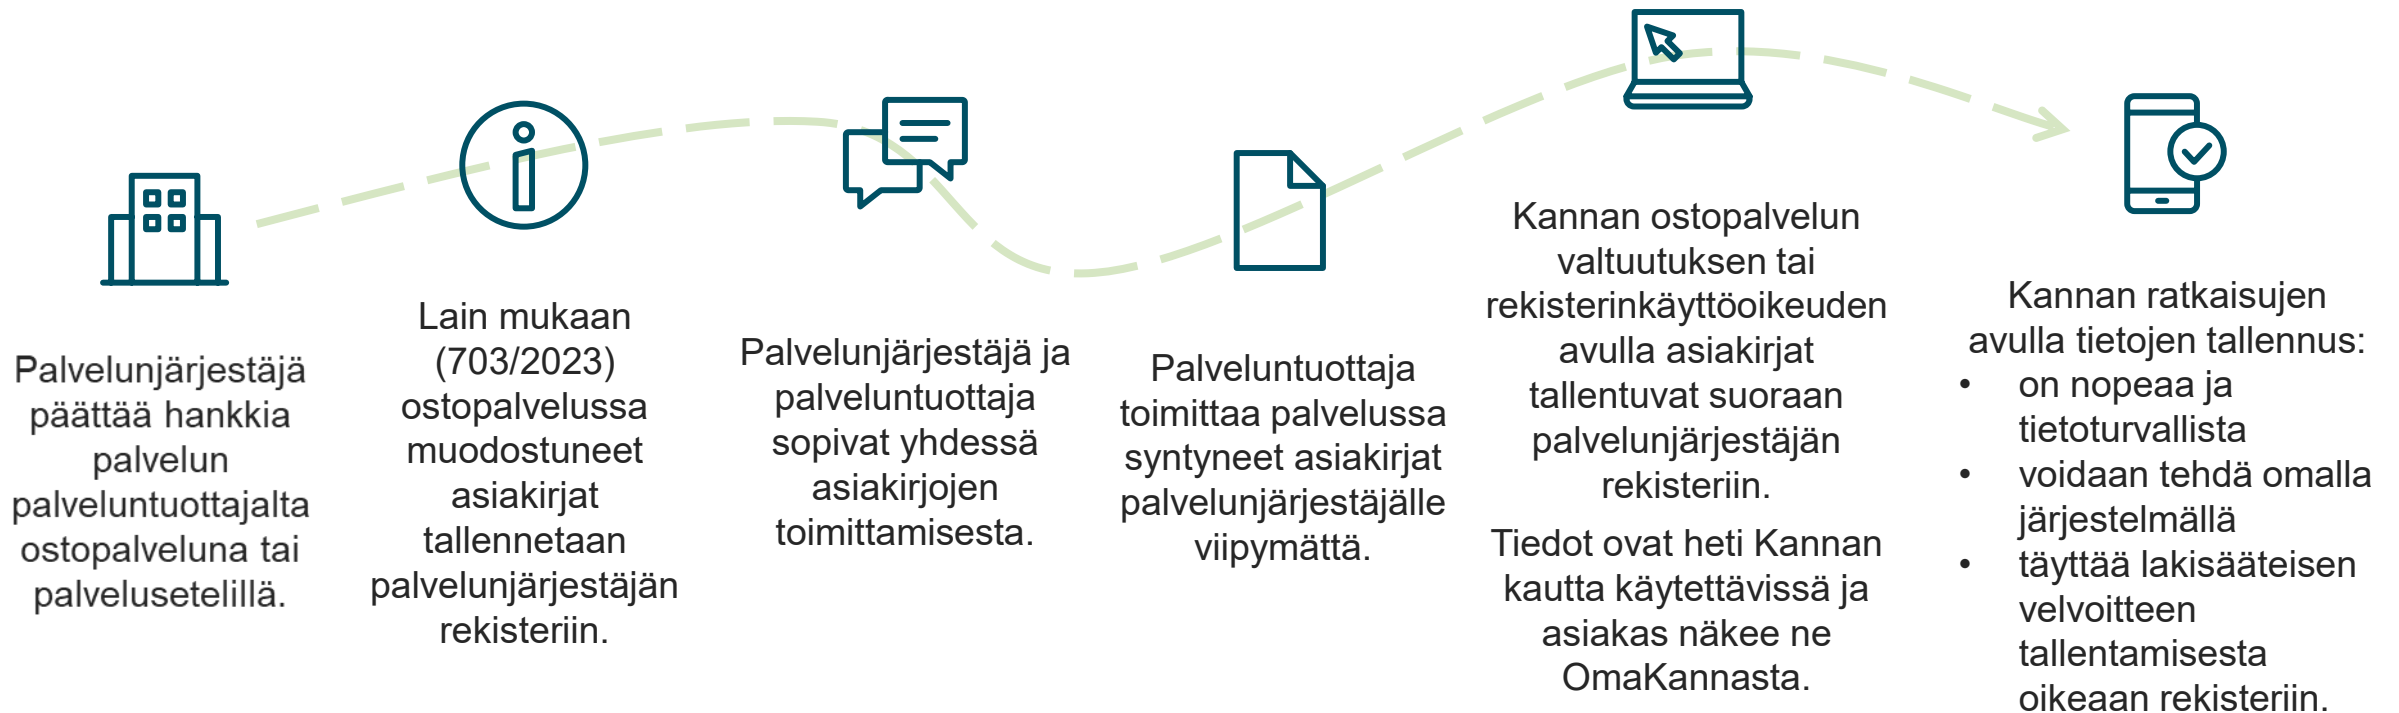 Palvelunjärjestäjä
päättää hankkia
palvelun
palveluntuottajalta
ostopalveluna tai
palvelusetelillä.
Lain mukaan
(703/2023)
ostopalvelussa
muodostuneet
asiakirjat
tallennetaan
palvelunjärjestäjän
rekisteriin.
Palvelunjärjestäjä ja
palveluntuottaja
sopivat yhdessä
asiakirjojen
toimittamisesta.
Palveluntuottaja
toimittaa palvelussa
syntyneet asiakirjat
palvelunjärjestäjälle
viipymättä.
Kannan ostopalvelun
valtuutuksen tai
rekisterinkäyttöoikeuden
avulla asiakirjat
tallentuvat suoraan
palvelunjärjestäjän
rekisteriin.
Tiedot ovat heti Kannan
kautta käytettävissä ja
asiakas näkee ne
OmaKannasta.
Kannan ratkaisujen
avulla tietojen tallennus:
• on nopeaa ja
tietoturvallista
• voidaan tehdä omalla
järjestelmällä
• täyttää lakisääteisen
velvoitteen
tallentamisesta
oikeaan rekisteriin.